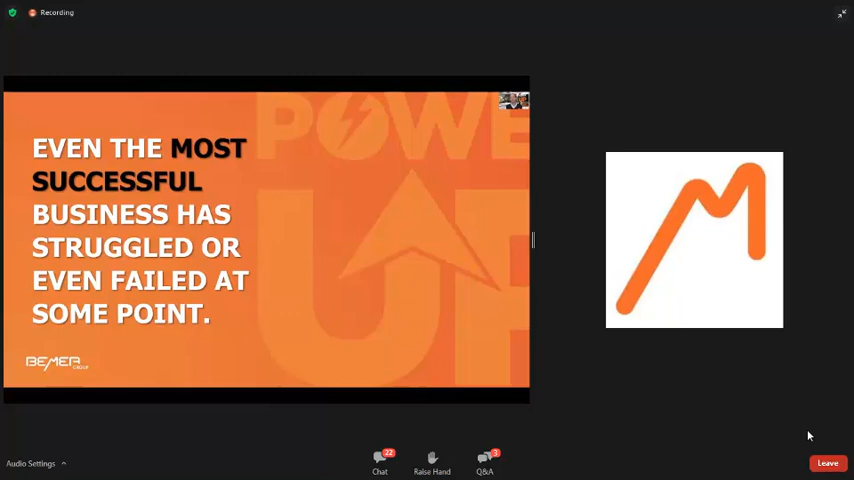 Recording
POWE
UP
EVEN THE MOST
SUCCESSFUL
BUSINESS HAS
STRUGGLED OR
EVEN FAILED AT
SOME POINT.
BEMER
GROUP
Audio Settings
22
Chat
Raise Hand
3
Q&A
Leave